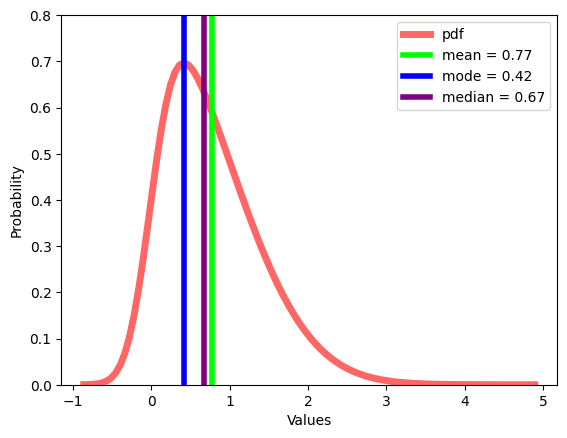 0.8
0.7
0.6
0.5
0.4
0.3
0.2
0.1
0.0
Probability
−1
0
1
2
3
4
5
Values
pdf
mean = 0.77
mode = 0.42
median = 0.67